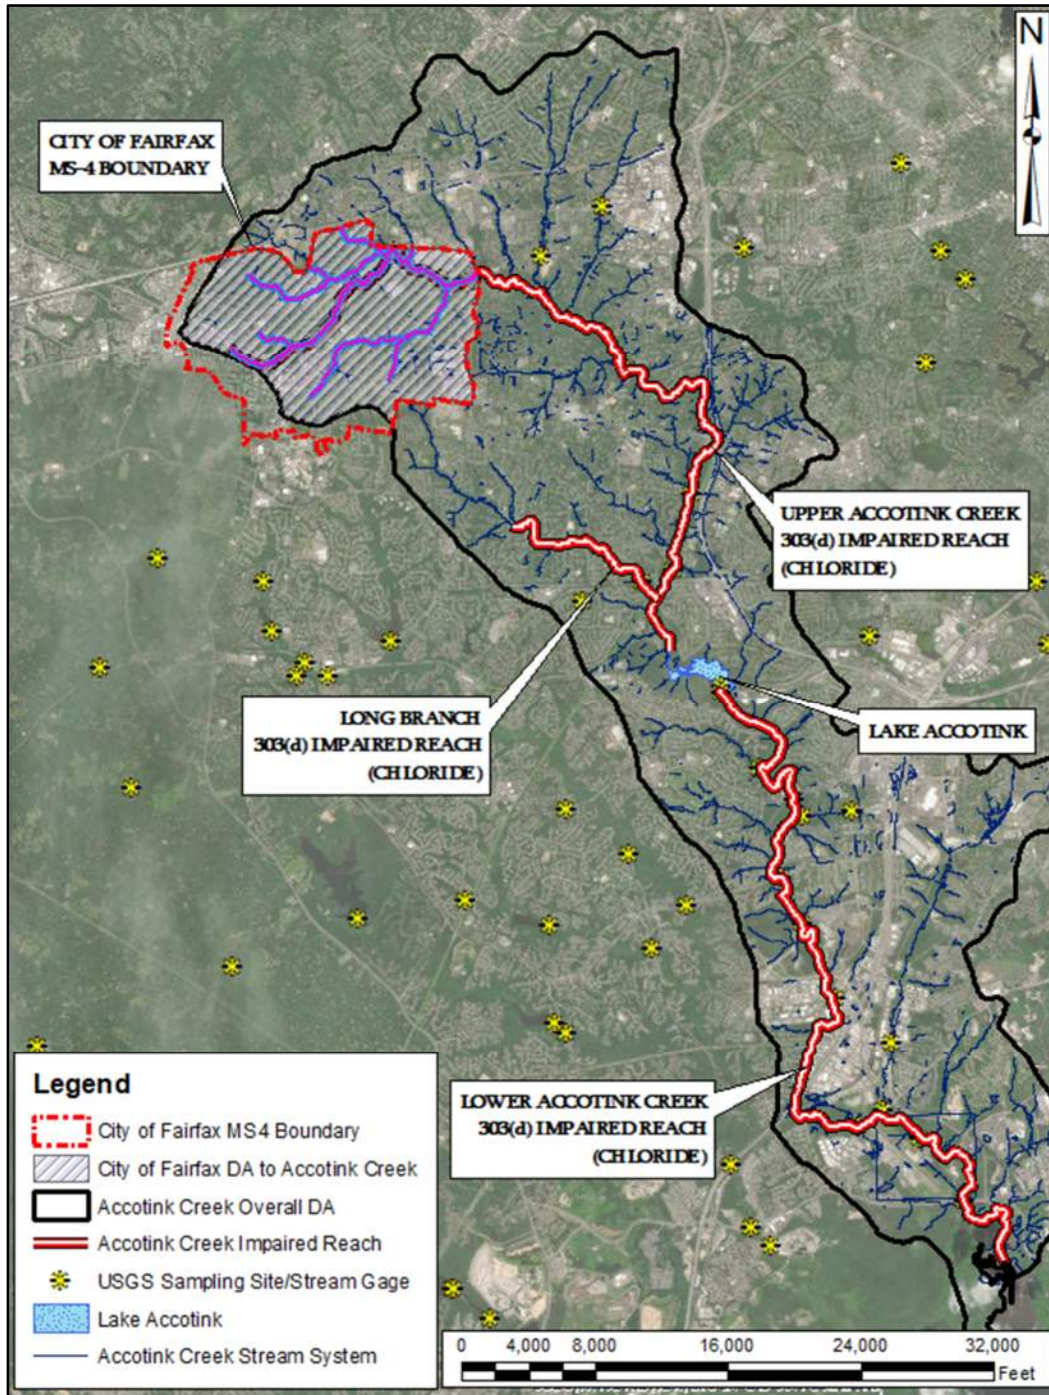 N
CITY OF FAIRFAX
MS-4 BOUNDARY
UPPER ACCOTINK CREEK
303(d) IMPAIRED REACH
(CHLORIDE)
LONG BRANCH
303(d) IMPAIRED REACH
(CHLORIDE)
LAKE ACCOTINK
LOWER ACCOTINK CREEK
303(d) IMPAIRED REACH
(CHLORIDE)
Legend
City of Fairfax MS4 Boundary
City of Fairfax DA to Accotink Creek
Accotink Creek Overall DA
Accotink Creek Impaired Reach
USGS Sampling Site/Stream Gage
Lake Accotink
Accotink Creek Stream System
0 4,000 8,000 16,000 24,000 32,000
Feet